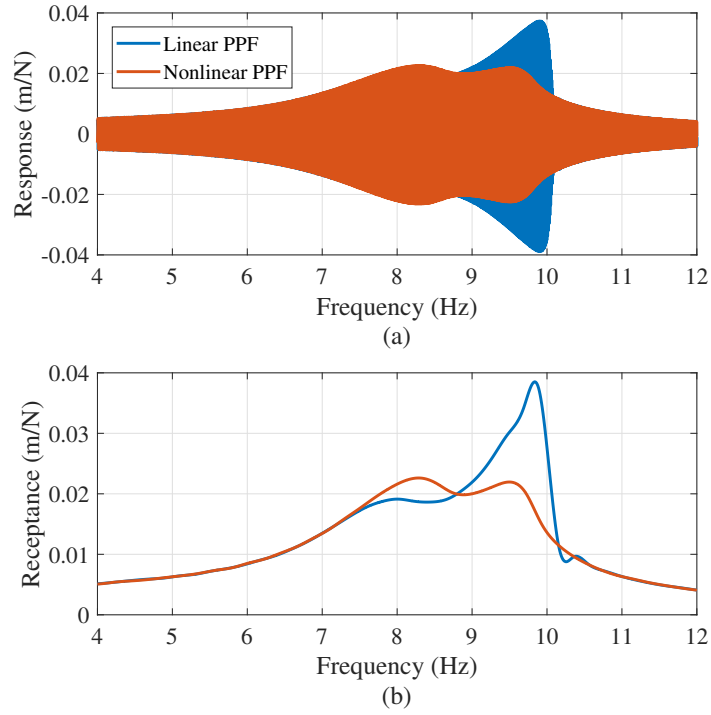 0.04
0.02
0
-0.02
-0.04
Response (m/N)
Linear PPF
Nonlinear PPF
4 5 6 7 8 9 10 11 12
Frequency (Hz)
(a)
0.04
0.03
0.02
0.01
0
Receptance (m/N)
4 5 6 7 8 9 10 11 12
Frequency (Hz)
(b)